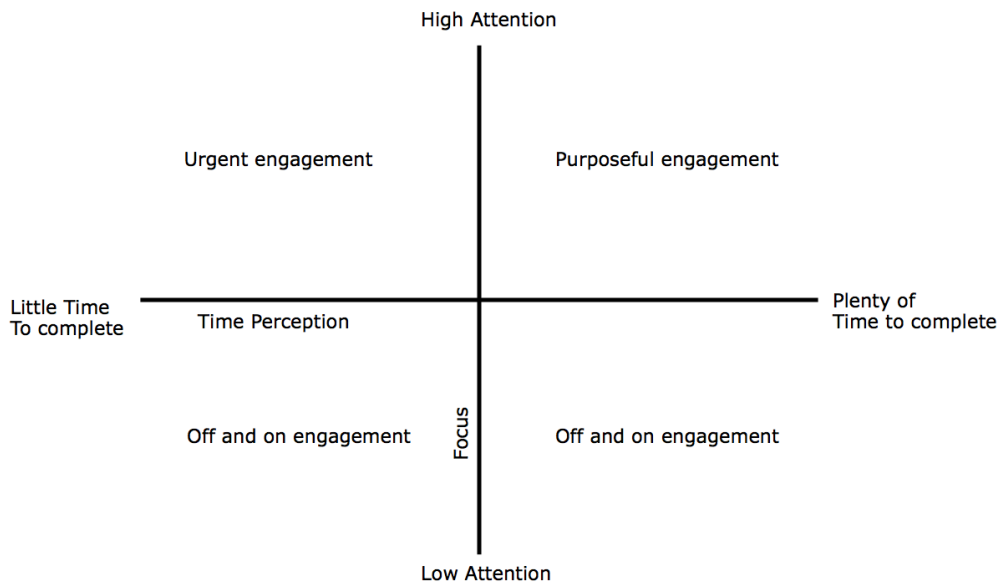 High Attention
Urgent engagement
Purposeful engagement
Little Time
To complete
Time Perception
Plenty of
Time to complete
Off and on engagement
Focus
Off and on engagement
Low Attention